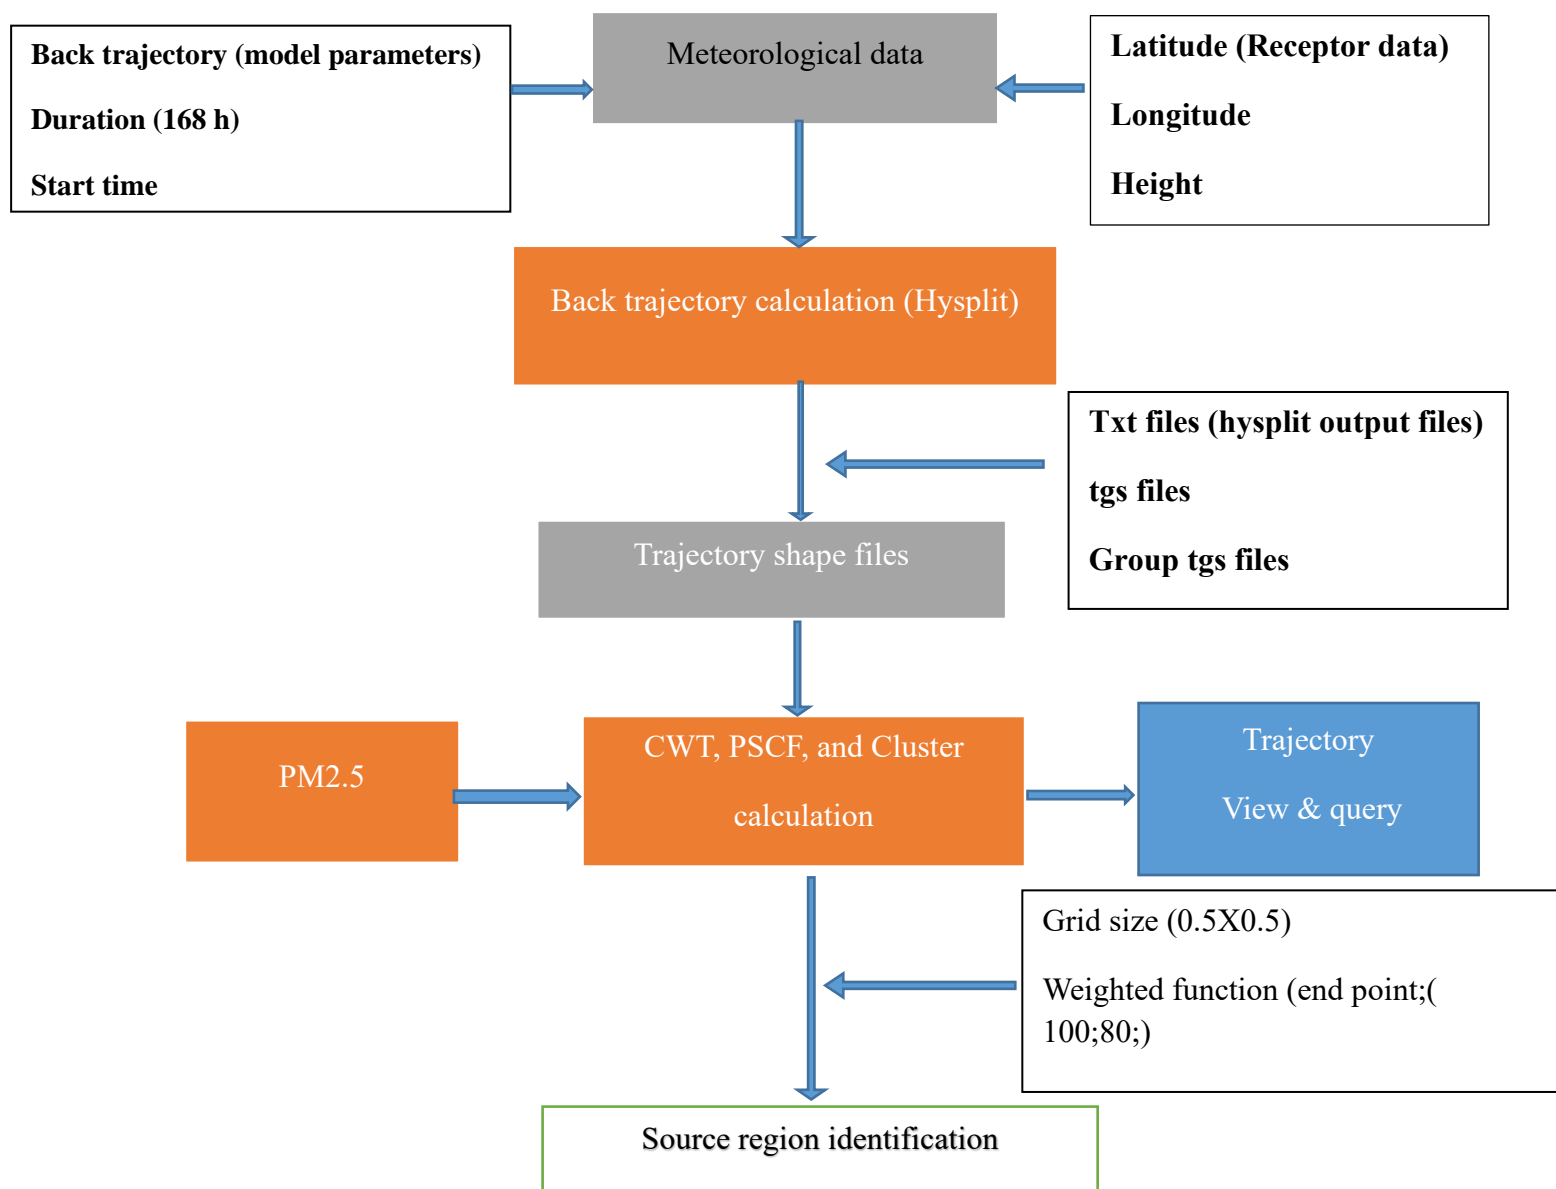 Back trajectory (model parameters)
Duration (168 h)
Start time
Meteorological data
Latitude (Receptor data)
Longitude
Height
Back trajectory calculation (Hysplit)
Txt files (hysplit output files)
tgs files
Group tgs files
Trajectory shape files
PM2.5
CWT, PSCF, and Cluster
calculation
Trajectory
View & query
Grid size (0.5X0.5)
Weighted function (end point;(
100;80;)
Source region identification